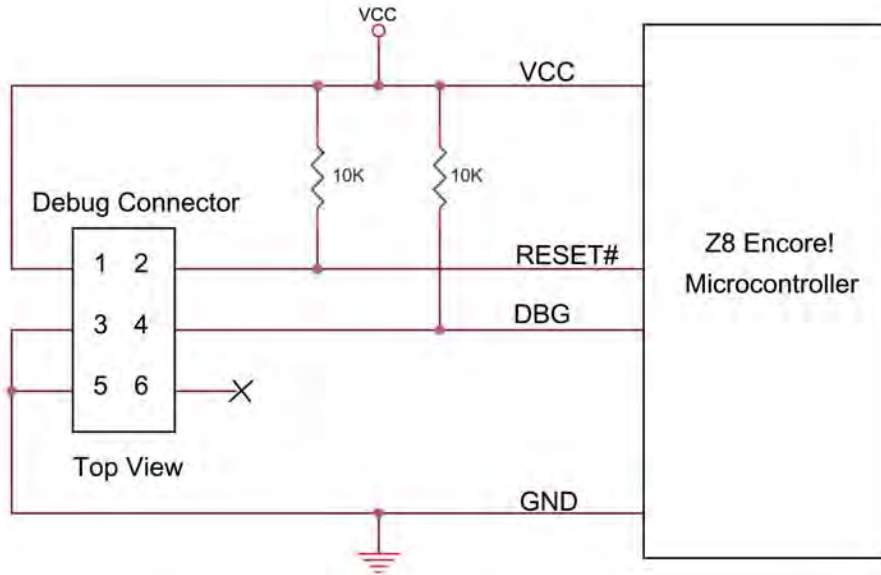 VCC
VCC
10K
10K
Debug Connector
1 2
RESET#
Z8 Encore!
Microcontroller
3 4
DBG
5 6
Top View
GND